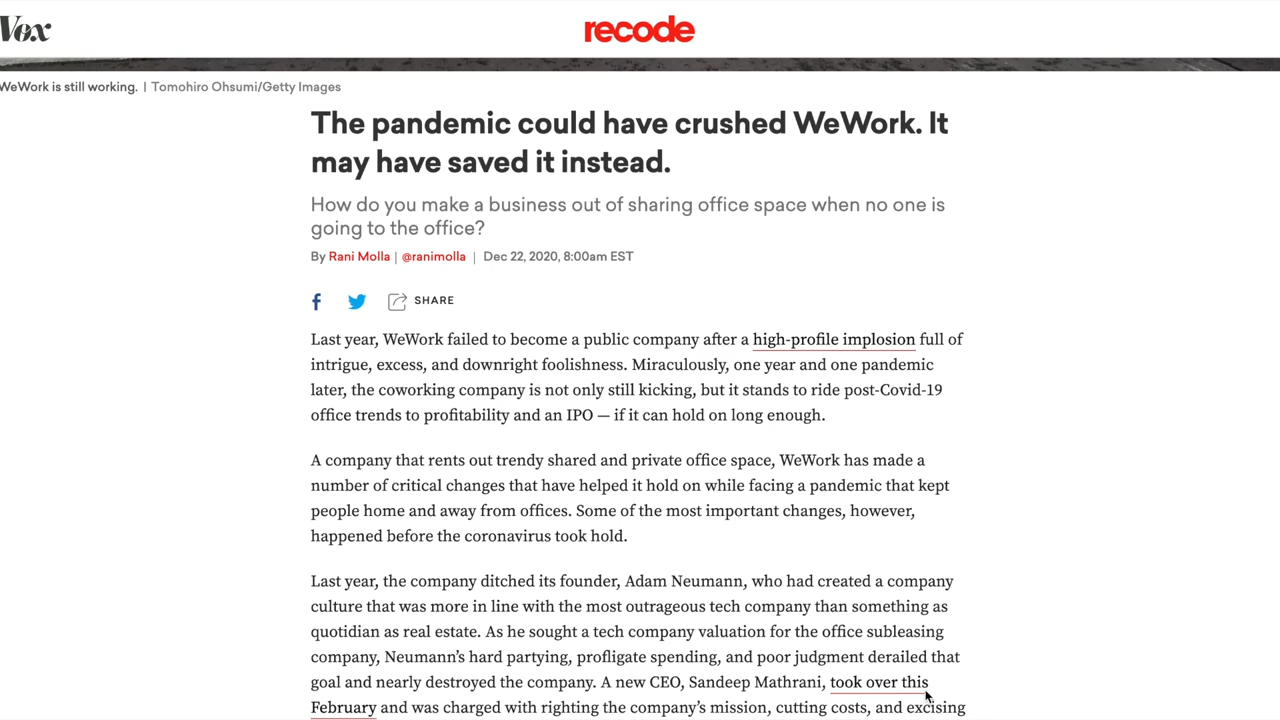 Vox
recode
WeWork is still working. | Tomohiro Ohsumi/Getty Images
The pandemic could have crushed WeWork. It
may have saved it instead.
How do you make a business out of sharing office space when no one is
going to the office?
By Rani Molla | @ranimolla | Dec 22, 2020, 8:00am EST
SHARE
Last year, WeWork failed to become a public company after a high-profile implosion full of
intrigue, excess, and downright foolishness. Miraculously, one year and one pandemic
later, the coworking company is not only still kicking, but it stands to ride post-Covid-19
office trends to profitability and an IPO — if it can hold on long enough.
A company that rents out trendy shared and private office space, WeWork has made a
number of critical changes that have helped it hold on while facing a pandemic that kept
people home and away from offices. Some of the most important changes, however,
happened before the coronavirus took hold.
Last year, the company ditched its founder, Adam Neumann, who had created a company
culture that was more in line with the most outrageous tech company than something as
quotidian as real estate. As he sought a tech company valuation for the office subleasing
company, Neumann's hard partying, profligate spending, and poor judgment derailed that
goal and nearly destroyed the company. A new CEO, Sandeep Mathrani, took over this
February and was charged with righting the company's mission, cutting costs, and excising